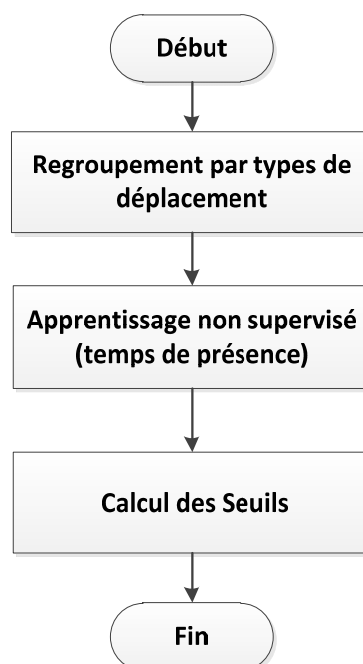 Début
Regroupement par types de
déplacement
Apprentissage non supervisé
(temps de présence)
Calcul des Seuils
Fin